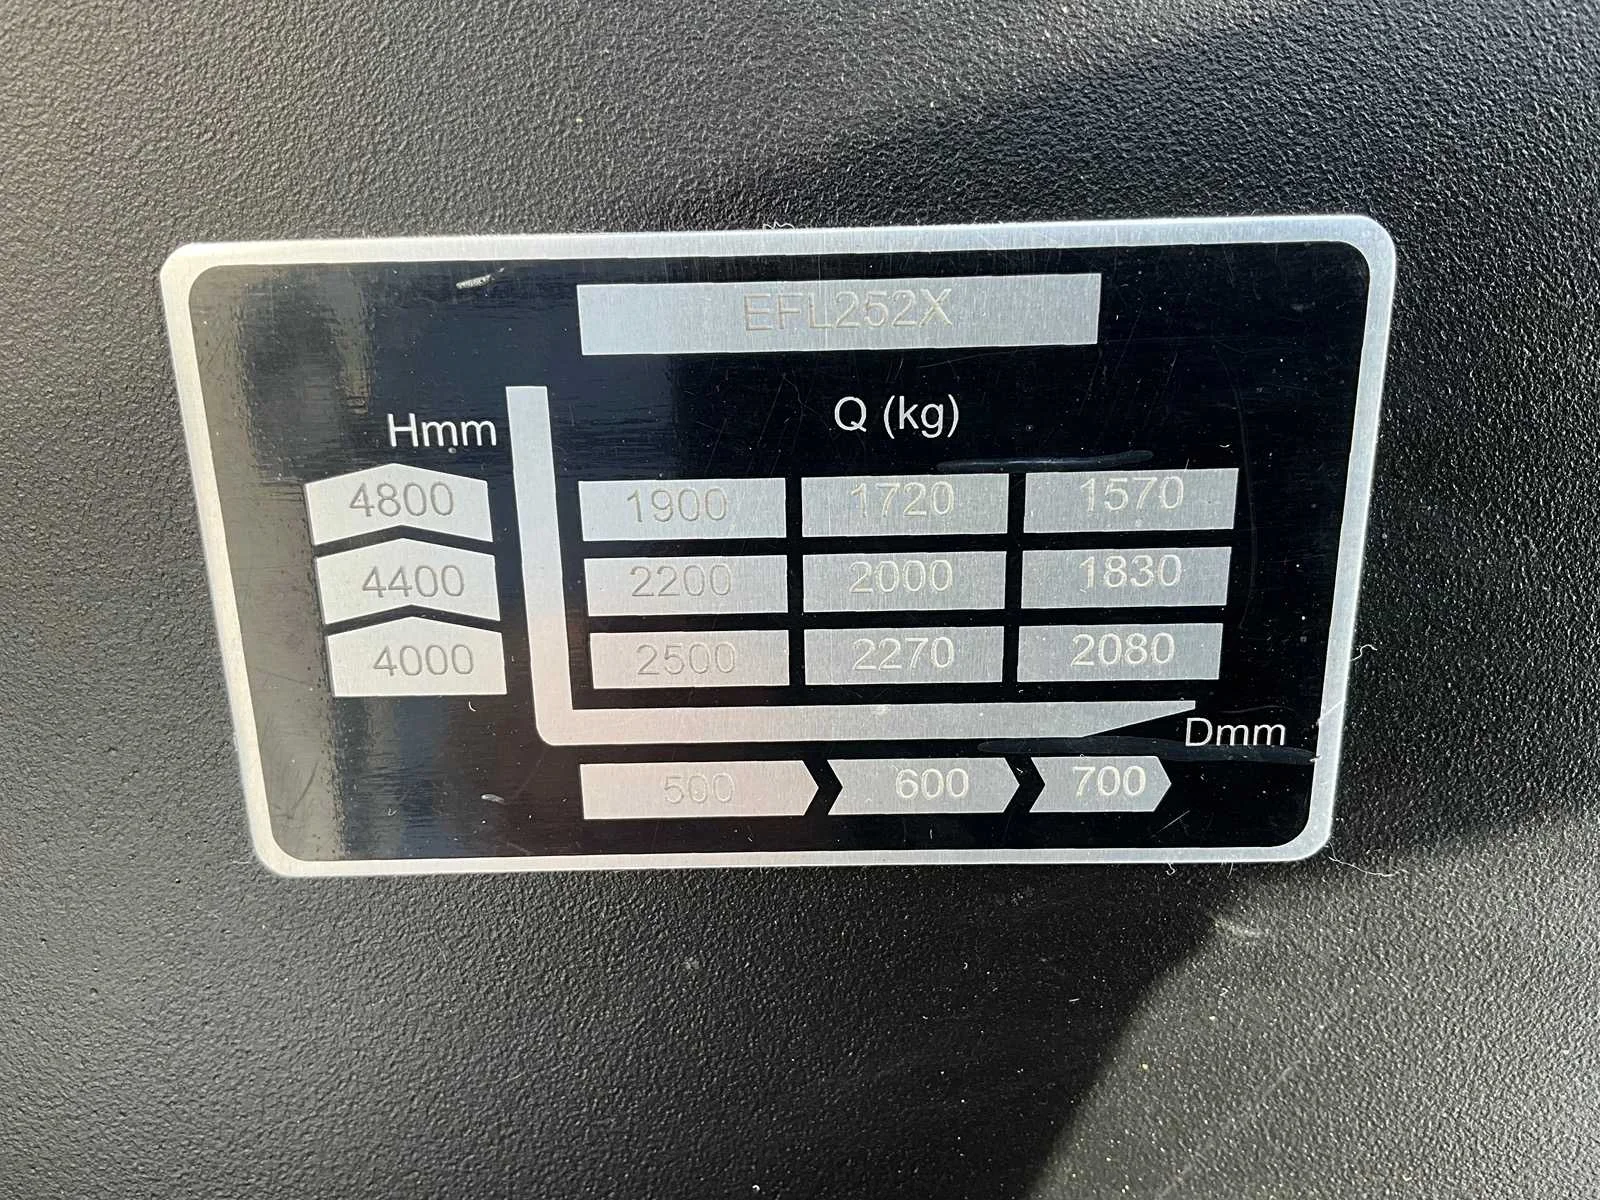 EFL252X
Hmm Q (kg)
4800 1900 1720 1570
4400 2200 2000 1830
4000 2500 2270 2080
Dmm
500 600 700